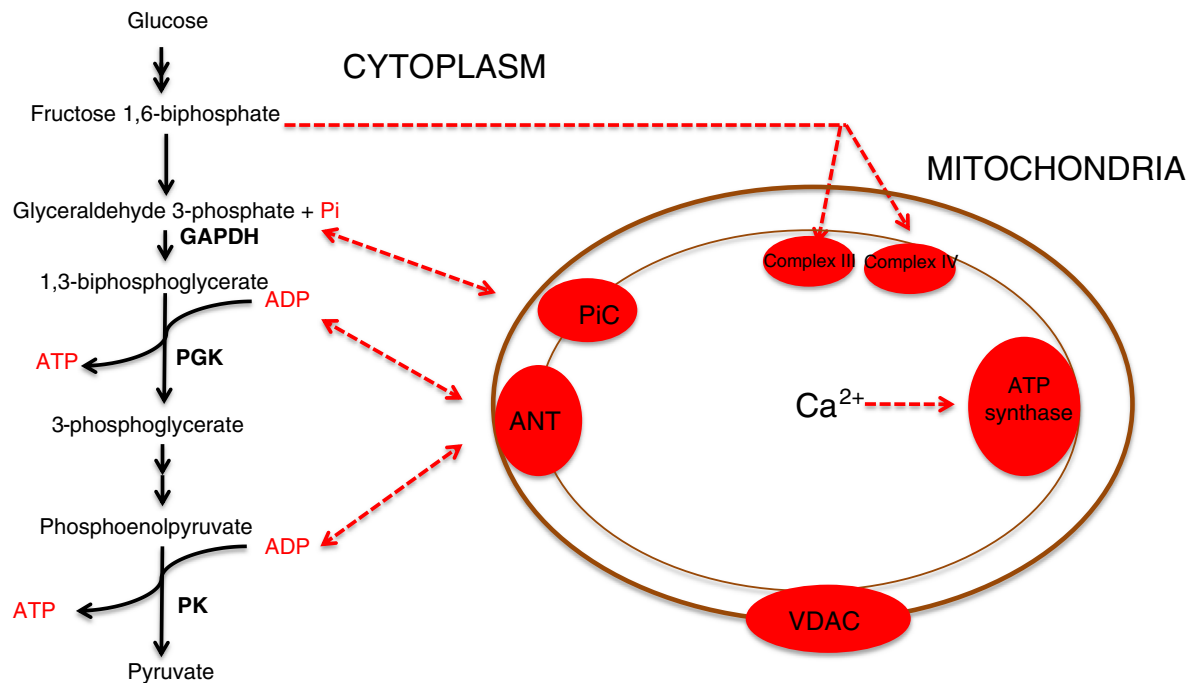 Glucose
CYTOPLASM
Fructose 1,6-biphosphate
MITOCHONDRIA
Glyceraldehyde 3-phosphate + Pi
GAPDH
Complex III
Complex IV
1,3-biphosphoglycerate
ADP
PiC
ATP
PGK
ATP
synthase
Ca²⁺
ANT
3-phosphoglycerate
Phosphoenolpyruvate
ADP
ATP
PK
VDAC
Pyruvate